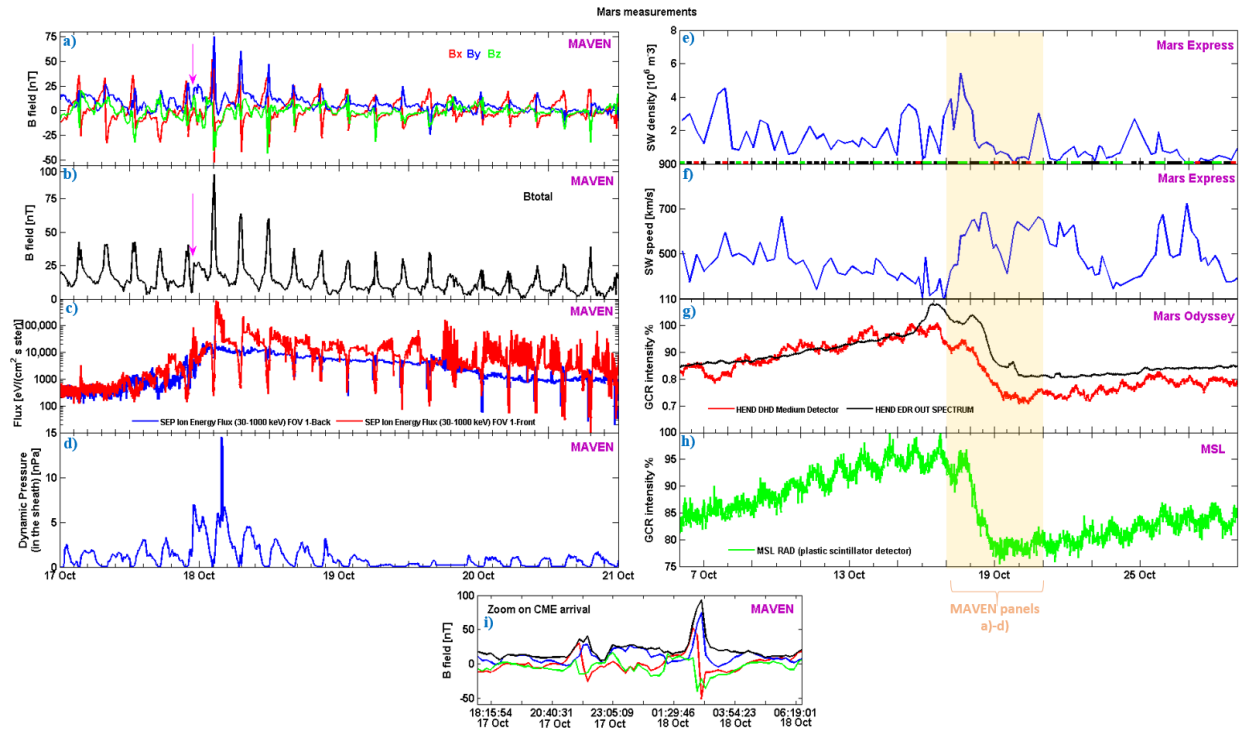 Mars measurements
a)
MAVEN
Bx By Bz
B field [nT]
75
50
25
0
25
50
b)
MAVEN
Btotal
B field [nT]
100
75
50
25
0
c)
MAVEN
Flux [eV/(cm² s ster)]
100,000
10,000
1000
100
SEP Ion Energy Flux (30-1000 keV) FOV 1-Back
SEP Ion Energy Flux (30-1000 keV) FOV 1-Front
d)
MAVEN
Dynamic Pressure
(in the sheath) [nPa]
15
10
5
0
17 Oct
18 Oct
19 Oct
20 Oct
21 Oct
e)
Mars Express
SW density [10⁶ m-3]
8
6
4
2
900
f)
Mars Express
SW speed [km/s]
700
500
110
g)
Mars Odyssey
GCR intensity %
100
90
80
0.7
HEND DHD Medium Detector
HEND EDR OUT SPECTRUM
h)
MSL
GCR intensity %
100
95
90
85
80
75
MSL RAD (plastic scintillator detector)
7 Oct
13 Oct
19 Oct
25 Oct
MAVEN panels
a)-d)
Zoom on CME arrival
MAVEN
i)
B field [nT]
100
50
0
-50
18:15:54
17 Oct
20:40:31
17 Oct
23:05:09
17 Oct
01:29:46
18 Oct
03:54:23
18 Oct
06:19:01
18 Oct